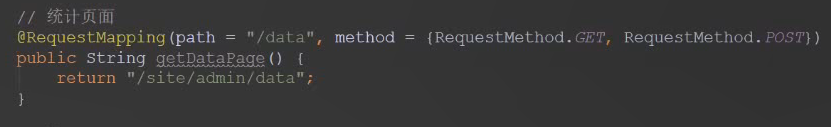 // 统计页面
@RequestMapping(path = "/data", method = {RequestMethod.GET, RequestMethod.POST})
public String getDataPage() {
    return "/site/admin/data";
}